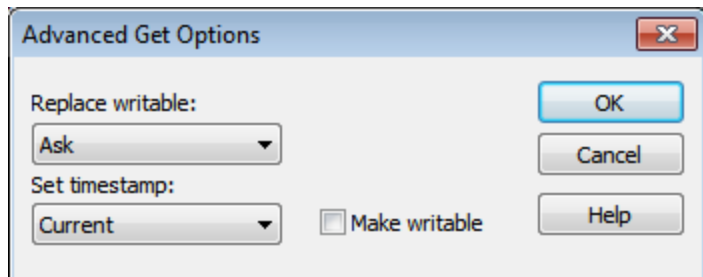 Advanced Get Options
Replace writable:
OK
Ask
Cancel
Set timestamp:
Current
Make writable
Help